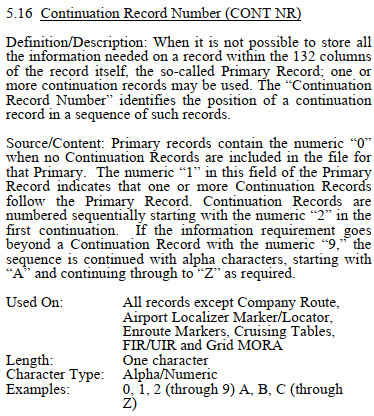 5.16 Continuation Record Number (CONT NR)
Definition/Description: When it is not possible to store all
the information needed on a record within the 132 columns
of the record itself, the so-called Primary Record; one or
more continuation records may be used. The “Continuation
Record Number” identifies the position of a continuation
record in a sequence of such records.
Source/Content: Primary records contain the numeric “0”
when no Continuation Records are included in the file for
that Primary. The numeric “1” in this field of the Primary
Record indicates that one or more Continuation Records
follow the Primary Record. Continuation Records are
numbered sequentially starting with the numeric “2” in the
first continuation. If the information requirement goes
beyond a Continuation Record with the numeric “9,” the
sequence is continued with alpha characters, starting with
“A” and continuing through to “Z” as required.
Used On: All records except Company Route,
Airport Localizer Marker/Locator,
Enroute Markers, Cruising Tables,
FIR/UIR and Grid MORA
Length: One character
Character Type: Alpha/Numeric
Examples: 0, 1, 2 (through 9) A, B, C (through
Z)